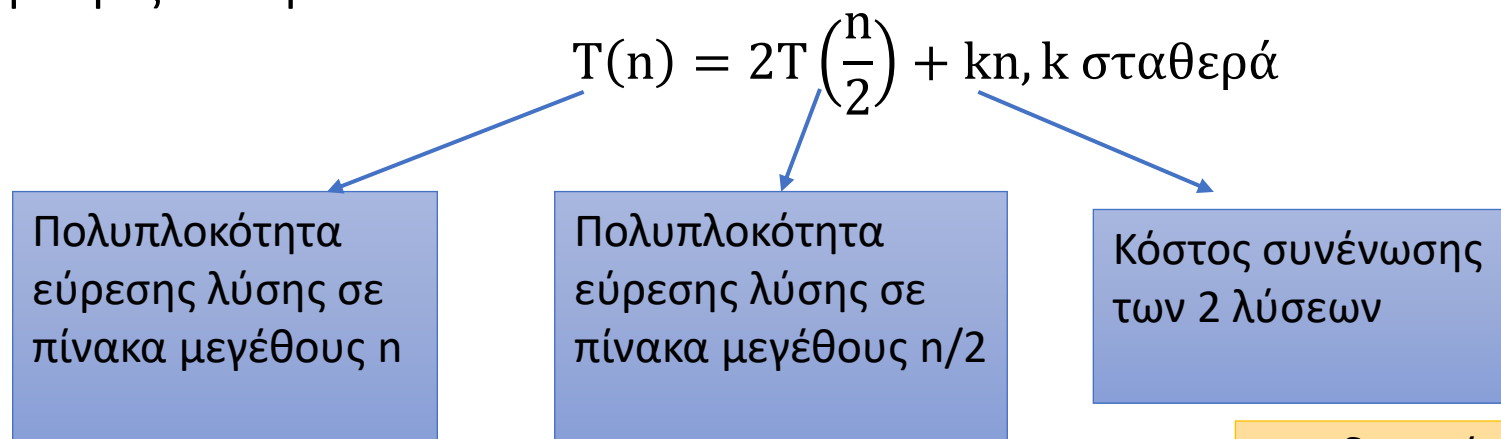 T(n) = 2T(n/2) + kn, k σταθερά
Πολυπλοκότητα
εύρεσης λύσης σε
πίνακα μεγέθους n
Πολυπλοκότητα
εύρεσης λύσης σε
πίνακα μεγέθους n/2
Κόστος συνένωσης
των 2 λύσεων